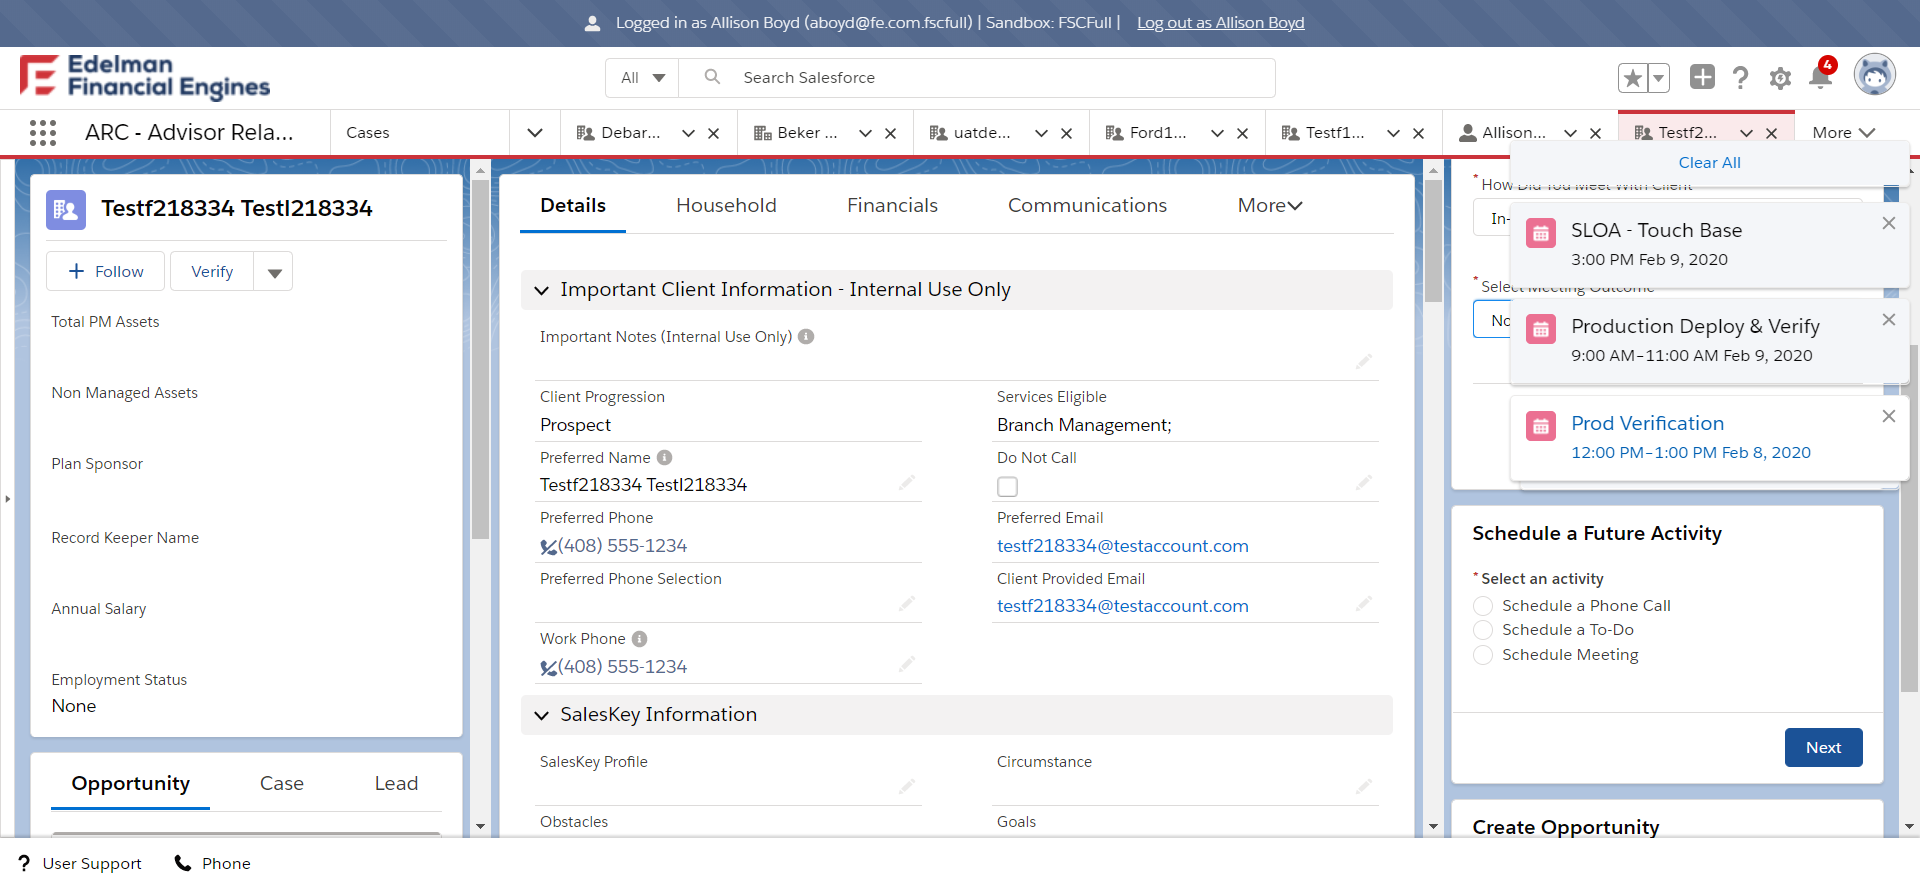 Logged in as Allison Boyd (aboyd@fe.com.fscfull) | Sandbox: FSCFull | Log out as Allison Boyd
Edelman
Financial Engines
All
Search Salesforce
4
ARC - Advisor Rela...
Cases
Debar...
Beker ...
uatde...
Ford1...
Testf1...
Allison...
Testf2...
More
Testf218334 Testl218334
Follow
Verify
Total PM Assets
Non Managed Assets
Plan Sponsor
Record Keeper Name
Annual Salary
Employment Status
None
Opportunity
Case
Lead
Details
Household
Financials
Communications
More
Important Client Information - Internal Use Only
Important Notes (Internal Use Only)
Client Progression
Prospect
Services Eligible
Branch Management;
Preferred Name
Testf218334 Testl218334
Do Not Call
Preferred Phone
(408) 555-1234
Preferred Email
testf218334@testaccount.com
Preferred Phone Selection
Client Provided Email
testf218334@testaccount.com
Work Phone
(408) 555-1234
SalesKey Information
SalesKey Profile
Circumstance
Obstacles
Goals
Clear All
* How Did You Meet With Client
In-
SLOA - Touch Base
3:00 PM Feb 9, 2020
* Select Meeting Outcome
No
Production Deploy & Verify
9:00 AM–11:00 AM Feb 9, 2020
Prod Verification
12:00 PM–1:00 PM Feb 8, 2020
Schedule a Future Activity
* Select an activity
Schedule a Phone Call
Schedule a To-Do
Schedule Meeting
Next
Create Opportunity
User Support
Phone